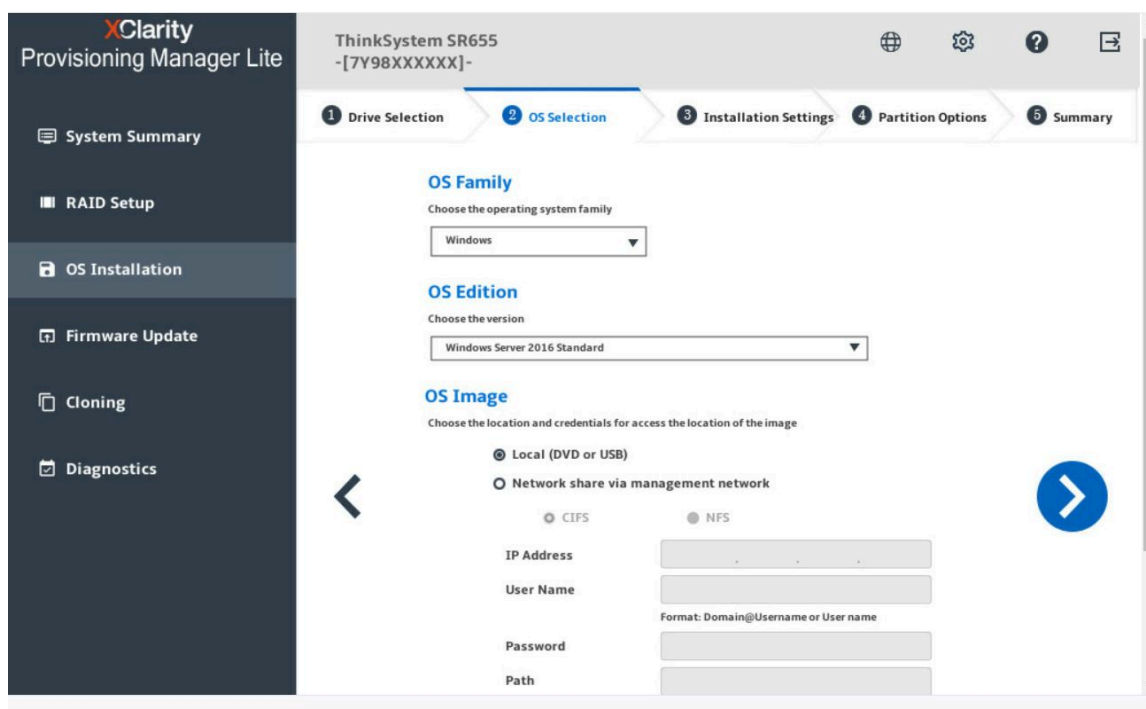 XClarity
Provisioning Manager Lite
ThinkSystem SR655
-[7Y98XXXXXX]-
System Summary
RAID Setup
OS Installation
Firmware Update
Cloning
Diagnostics
1 Drive Selection
2 OS Selection
3 Installation Settings
4 Partition Options
5 Summary
OS Family
Choose the operating system family
Windows
OS Edition
Choose the version
Windows Server 2016 Standard
OS Image
Choose the location and credentials for access the location of the image
Local (DVD or USB)
Network share via management network
CIFS NFS
IP Address . . .
User Name
Format: Domain@Username or User name
Password
Path